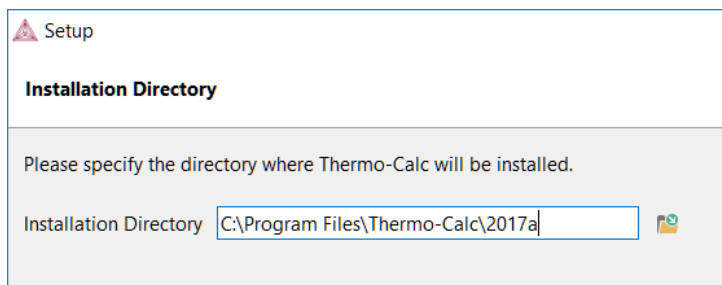 Setup
Installation Directory
Please specify the directory where Thermo-Calc will be installed.
Installation Directory C:\Program Files\Thermo-Calc\2017a